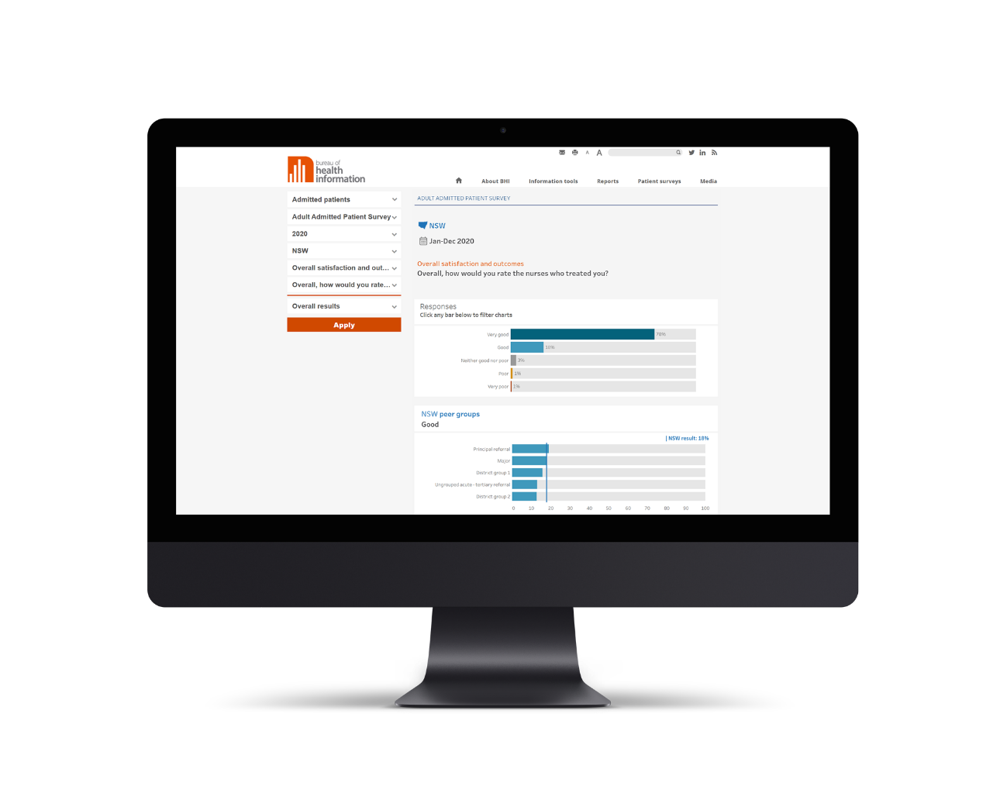 bureau of
health
information
A A
About BHI Information tools Reports Patient surveys Media
Admitted patients
Adult Admitted Patient Survey
2020
NSW
Overall satisfaction and out...
Overall, how would you rate...
Overall results
Apply
ADULT ADMITTED PATIENT SURVEY
NSW
Jan-Dec 2020
Overall satisfaction and outcomes
Overall, how would you rate the nurses who treated you?
Responses
Click any bar below to filter charts
Very good 78%
Good 18%
Neither good nor poor 3%
Poor 1%
Very poor 1%
NSW peer groups
Good
| NSW result: 18%
Principal referral
Major
District group 1
Ungrouped acute - tertiary referral
District group 2
0 10 20 30 40 50 60 70 80 90 100